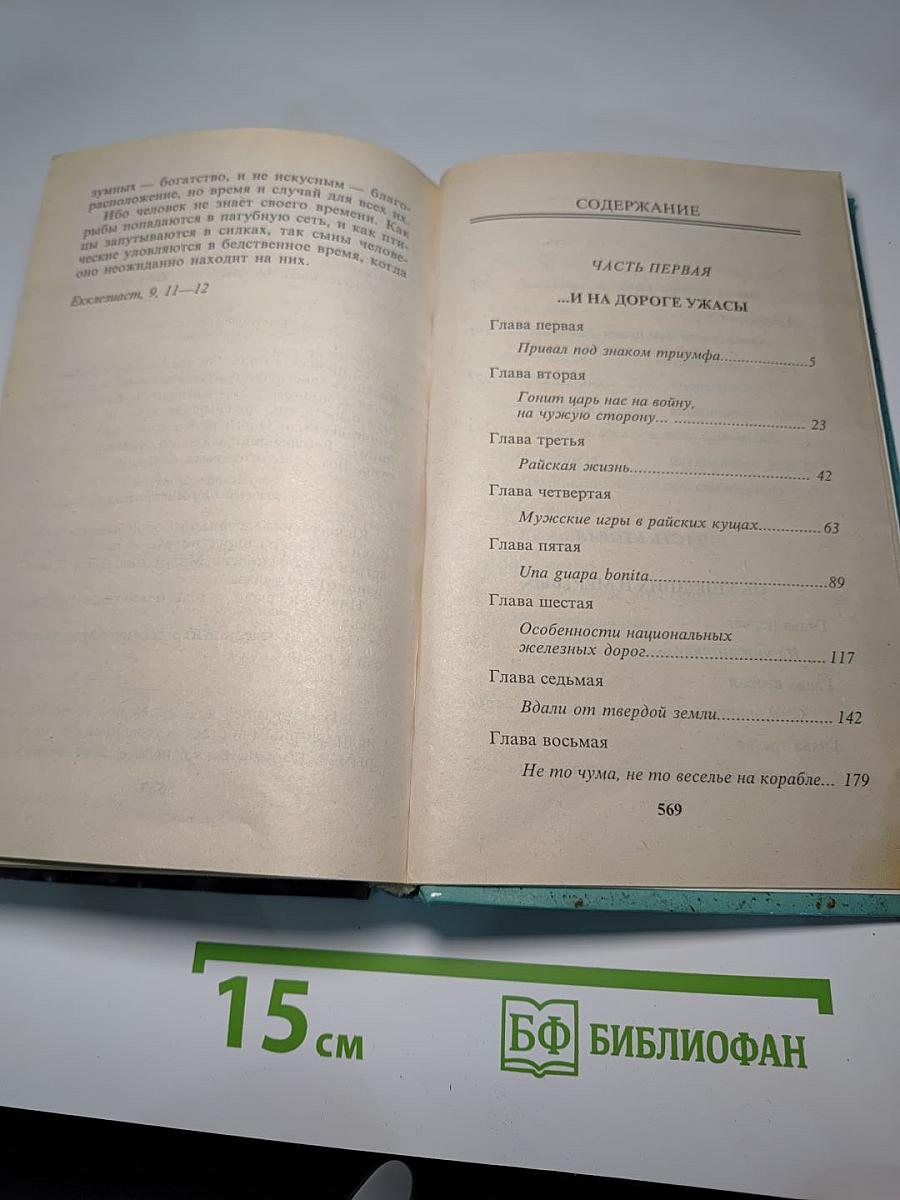 зумных — богатство, и не искусным — благо-
расположение, но время и случай для всех их.
Ибо человек не знает своего времени. Как
рыбы попадаются в пагубную сеть, и как пти-
цы запутываются в силках, так сыны челове-
ческие уловляются в бедственное время, когда
оно неожиданно находит на них.
Екклезиаст, 9, 11—12
СОДЕРЖАНИЕ
ЧАСТЬ ПЕРВАЯ
...И НА ДОРОГЕ УЖАСЫ
Глава первая
Привал под знаком триумфа......................5
Глава вторая
Гонит царь нас на войну,
на чужую сторону... ........................ 23
Глава третья
Райская жизнь................................ 42
Глава четвертая
Мужские игры в райских кущах............63
Глава пятая
Una guapa bonita................................89
Глава шестая
Особенности национальных
железных дорог................................ 117
Глава седьмая
Вдали от твердой земли.................... 142
Глава восьмая
Не то чума, не то веселье на корабле... 179
569
15 см
БФ БИБЛИОФАН